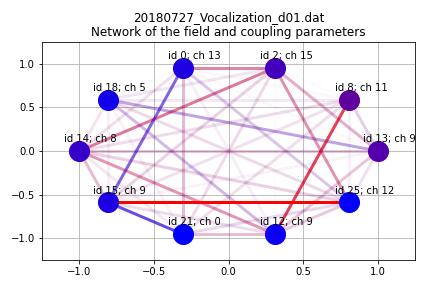 20180727_Vocalization_d01.dat
Network of the field and coupling parameters
id 0; ch 13
id 2; ch 15
id 18; ch 5
id 8; ch 11
id 14; ch 8
id 13; ch 9
id 15; ch 9
id 25; ch 12
id 21; ch 0
id 12; ch 9
1.0
0.5
0.0
−0.5
−1.0
−1.0 −0.5 0.0 0.5 1.0